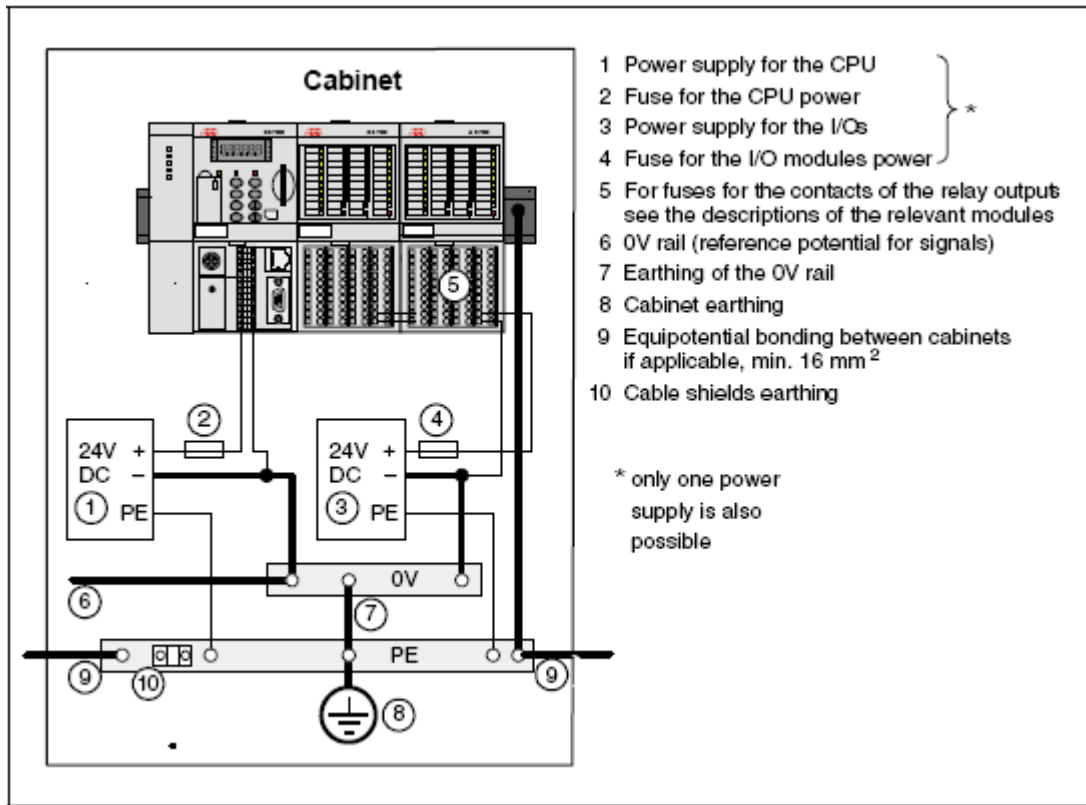 Cabinet
5
2
4
24V +
DC −
1 PE
24V +
DC −
3 PE
0V
6
7
PE
9
10
9
8
1 Power supply for the CPU
2 Fuse for the CPU power
3 Power supply for the I/Os
4 Fuse for the I/O modules power
*
5 For fuses for the contacts of the relay outputs
see the descriptions of the relevant modules
6 0V rail (reference potential for signals)
7 Earthing of the 0V rail
8 Cabinet earthing
9 Equipotential bonding between cabinets
if applicable, min. 16 mm²
10 Cable shields earthing
* only one power
supply is also
possible